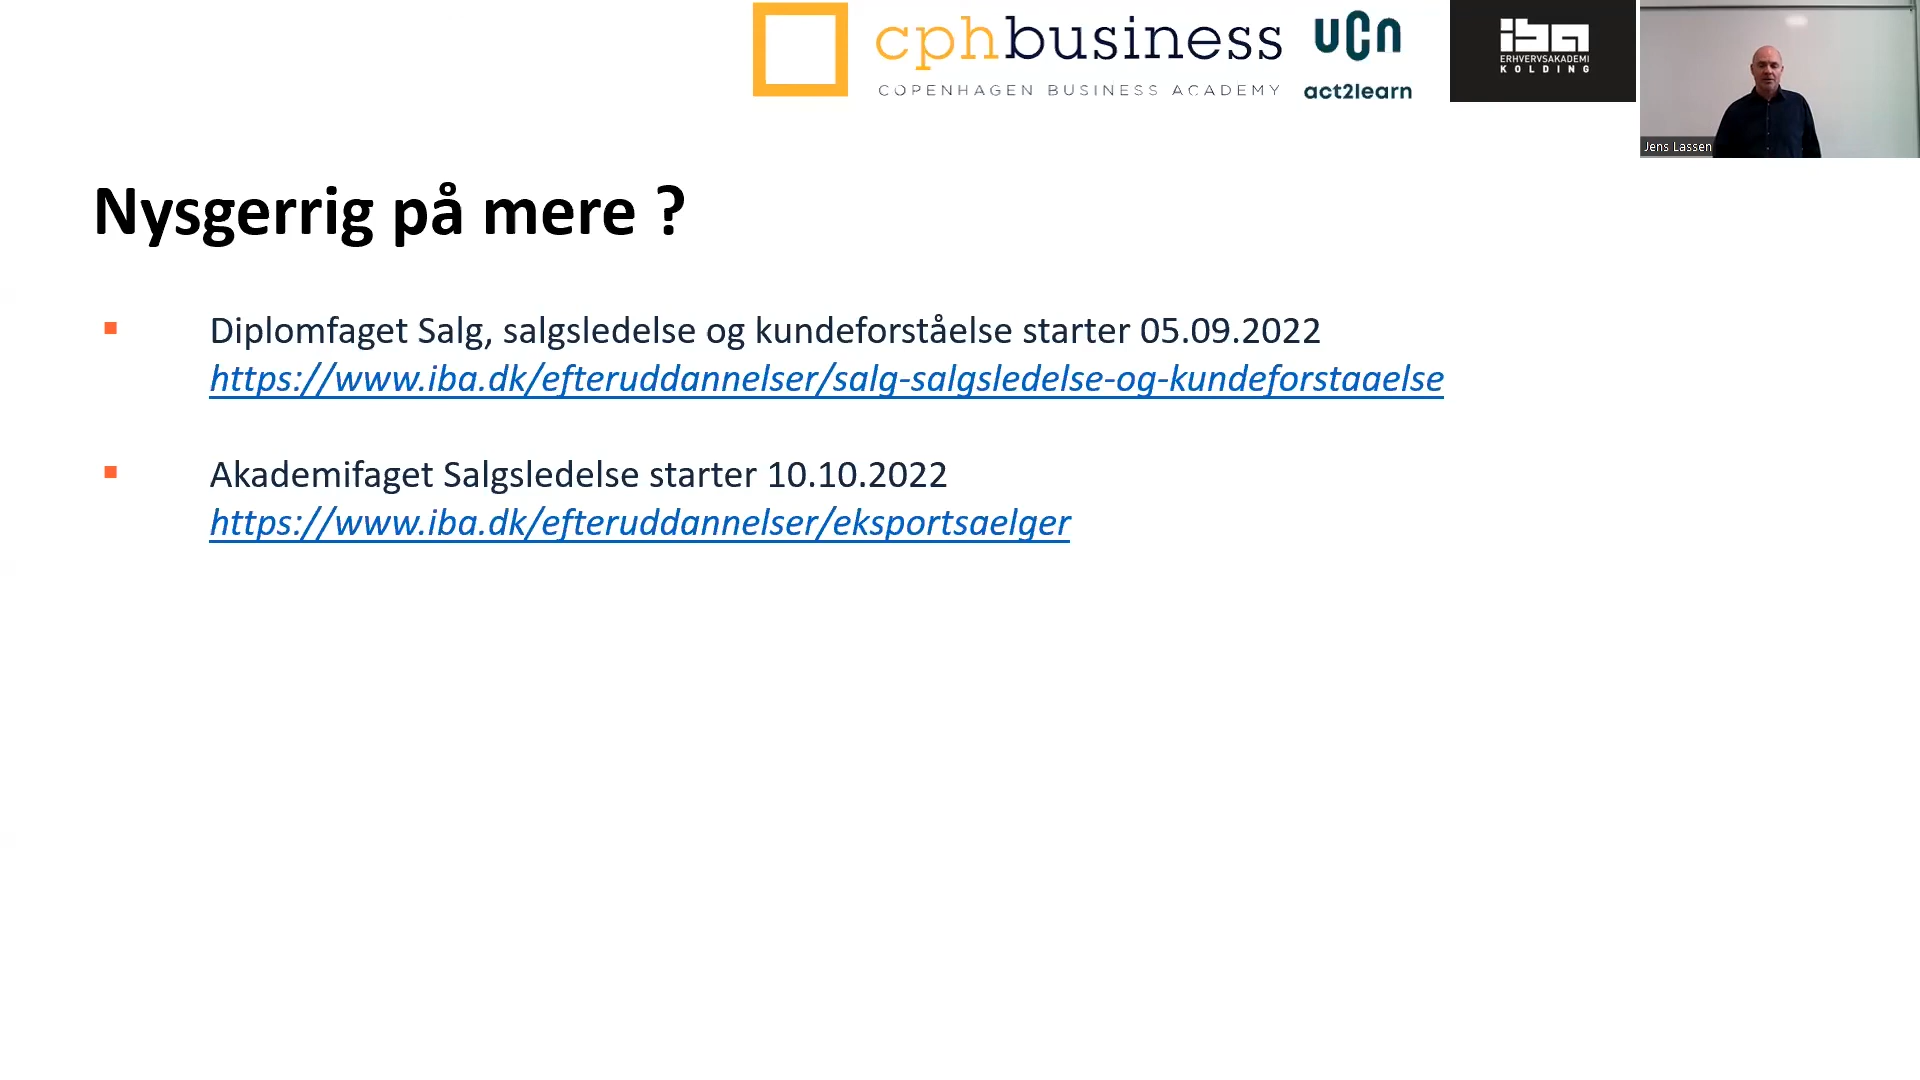 cphbusiness
COPENHAGEN BUSINESS ACADEMY
ucn
act2learn
iba
ERHVERVSAKADEMI
KOLDING
Jens Lassen
Nysgerrig på mere ?
Diplomfaget Salg, salgsledelse og kundeforståelse starter 05.09.2022
https://www.iba.dk/efteruddannelser/salg-salgsledelse-og-kundeforstaaelse
Akademifaget Salgsledelse starter 10.10.2022
https://www.iba.dk/efteruddannelser/eksportsaelger